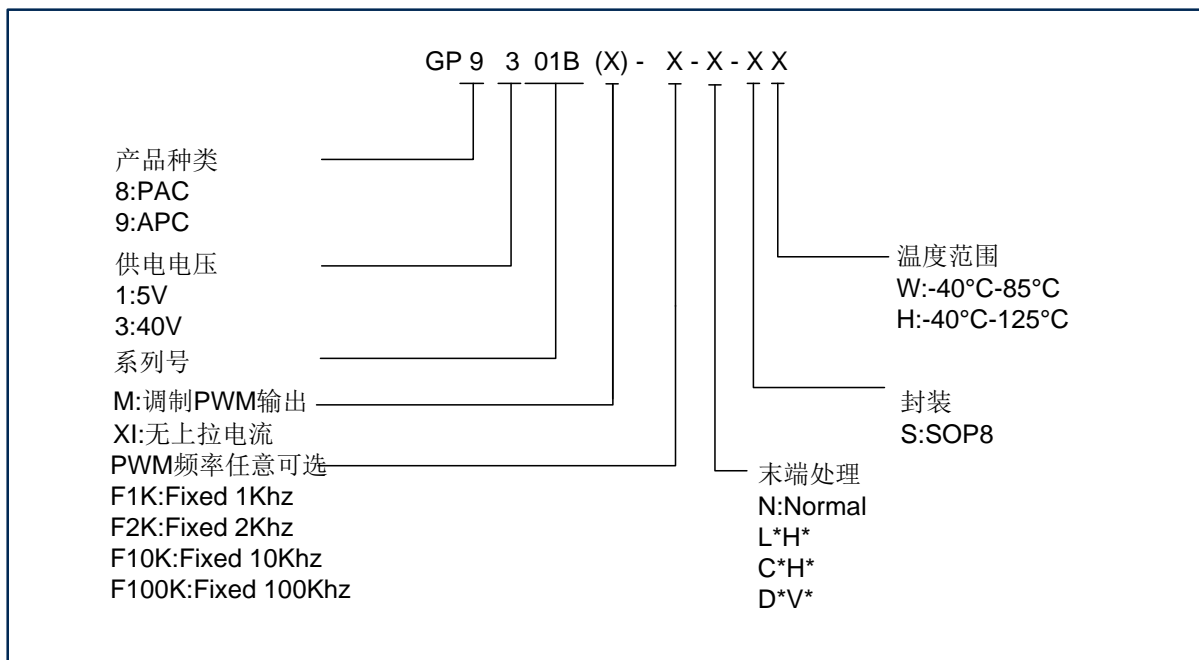 GP 9 3 01B (X) - X - X - X X
产品种类
8:PAC
9:APC
供电电压
1:5V
3:40V
系列号
M:调制PWM输出
XI:无上拉电流
PWM频率任意可选
F1K:Fixed 1Khz
F2K:Fixed 2Khz
F10K:Fixed 10Khz
F100K:Fixed 100Khz
温度范围
W:-40°C-85°C
H:-40°C-125°C
封装
S:SOP8
末端处理
N:Normal
L*H*
C*H*
D*V*